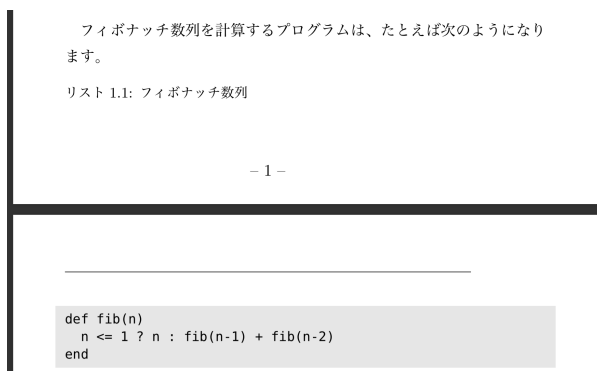 フィボナッチ数列を計算するプログラムは、たとえば次のようになり
ます。
リスト 1.1: フィボナッチ数列
– 1 –
def fib(n)
  n <= 1 ? n : fib(n-1) + fib(n-2)
end